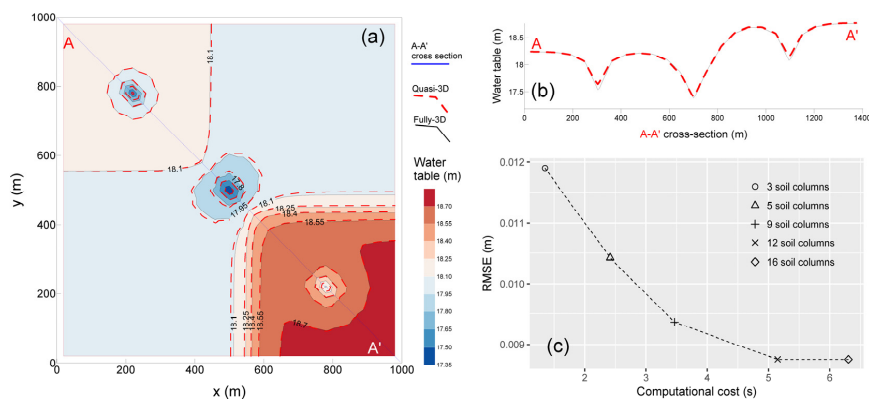 (a)
A
A'
1000
800
600
400
200
0
y (m)
0
200
400
600
800
1000
x (m)
18.1
18.1
17.8
17.95
18.1
18.25
18.4
18.55
18.1
18.25
18.4
18.55
18.7
A-A'
cross section
Quasi-3D
Fully-3D
Water
table (m)
18.70
18.55
18.40
18.25
18.10
17.95
17.80
17.65
17.50
17.35
(b)
A
A'
Water table (m)
18.5
18
17.5
0
200
400
600
800
1000
1200
1400
A-A' cross-section (m)
(c)
RMSE (m)
0.012
0.011
0.010
0.009
2
3
4
5
6
Computational cost (s)
3 soil columns
5 soil columns
9 soil columns
12 soil columns
16 soil columns